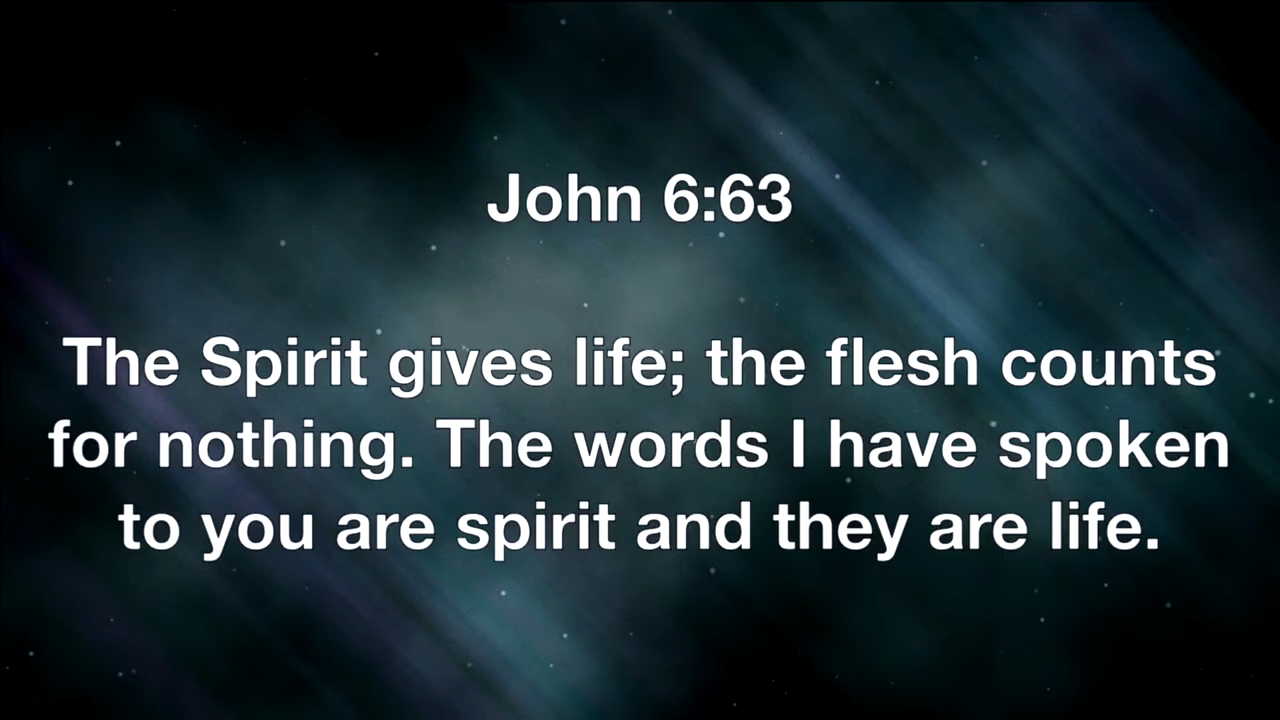 John 6:63
The Spirit gives life; the flesh counts
for nothing. The words I have spoken
to you are spirit and they are life.